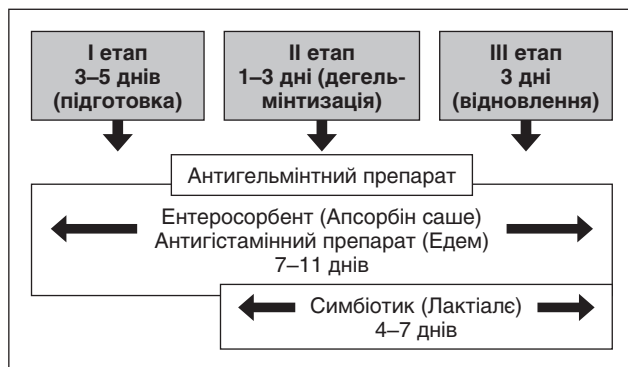 I етап
3–5 днів
(підготовка)
II етап
1–3 дні (дегель-
мінтизація)
III етап
3 дні
(відновлення)
Антигельмінтний препарат
Ентеросорбент (Апсорбін саше)
Антигістамінний препарат (Едем)
7–11 днів
Симбіотик (Лактіалє)
4–7 днів